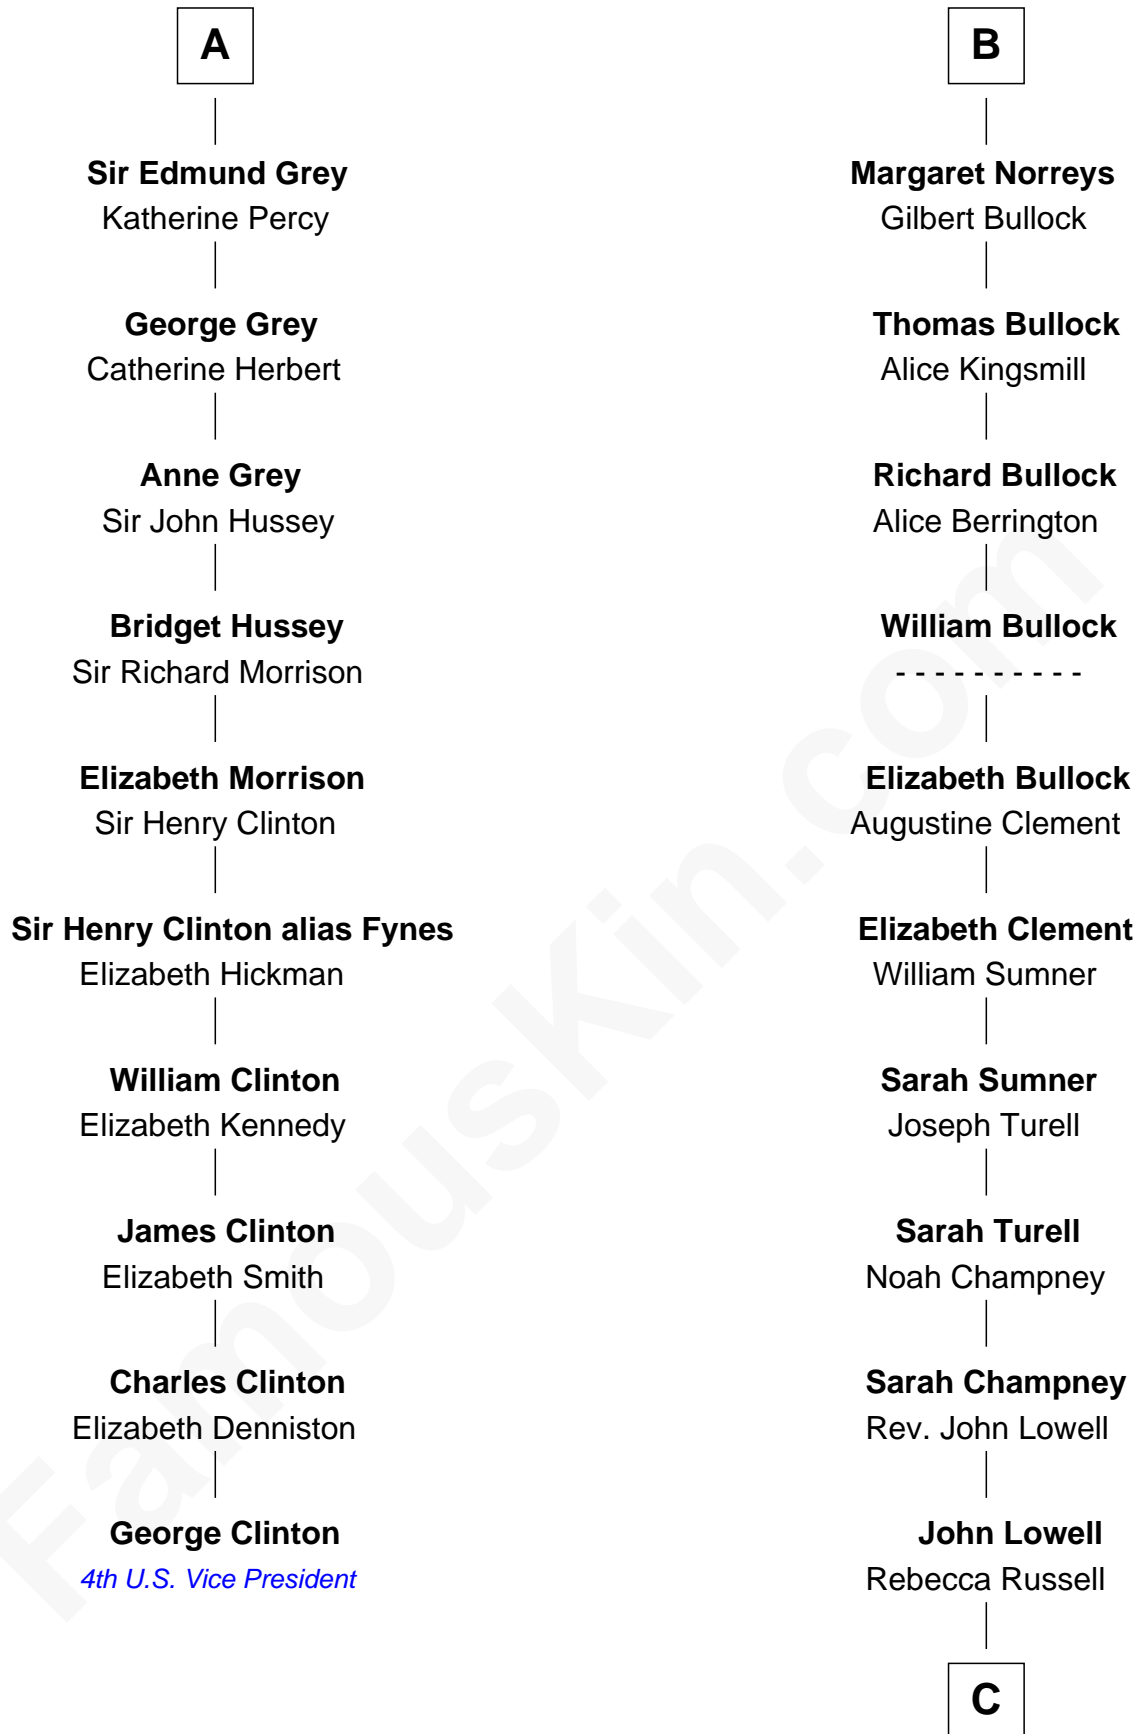 A
Sir Edmund Grey
Katherine Percy
George Grey
Catherine Herbert
Anne Grey
Sir John Hussey
Bridget Hussey
Sir Richard Morrison
Elizabeth Morrison
Sir Henry Clinton
Sir Henry Clinton alias Fynes
Elizabeth Hickman
William Clinton
Elizabeth Kennedy
James Clinton
Elizabeth Smith
Charles Clinton
Elizabeth Denniston
George Clinton
4th U.S. Vice President
B
Margaret Norreys
Gilbert Bullock
Thomas Bullock
Alice Kingsmill
Richard Bullock
Alice Berrington
William Bullock
- - - - - - - - - -
Elizabeth Bullock
Augustine Clement
Elizabeth Clement
William Sumner
Sarah Sumner
Joseph Turell
Sarah Turell
Noah Champney
Sarah Champney
Rev. John Lowell
John Lowell
Rebecca Russell
C
FamousKin.com